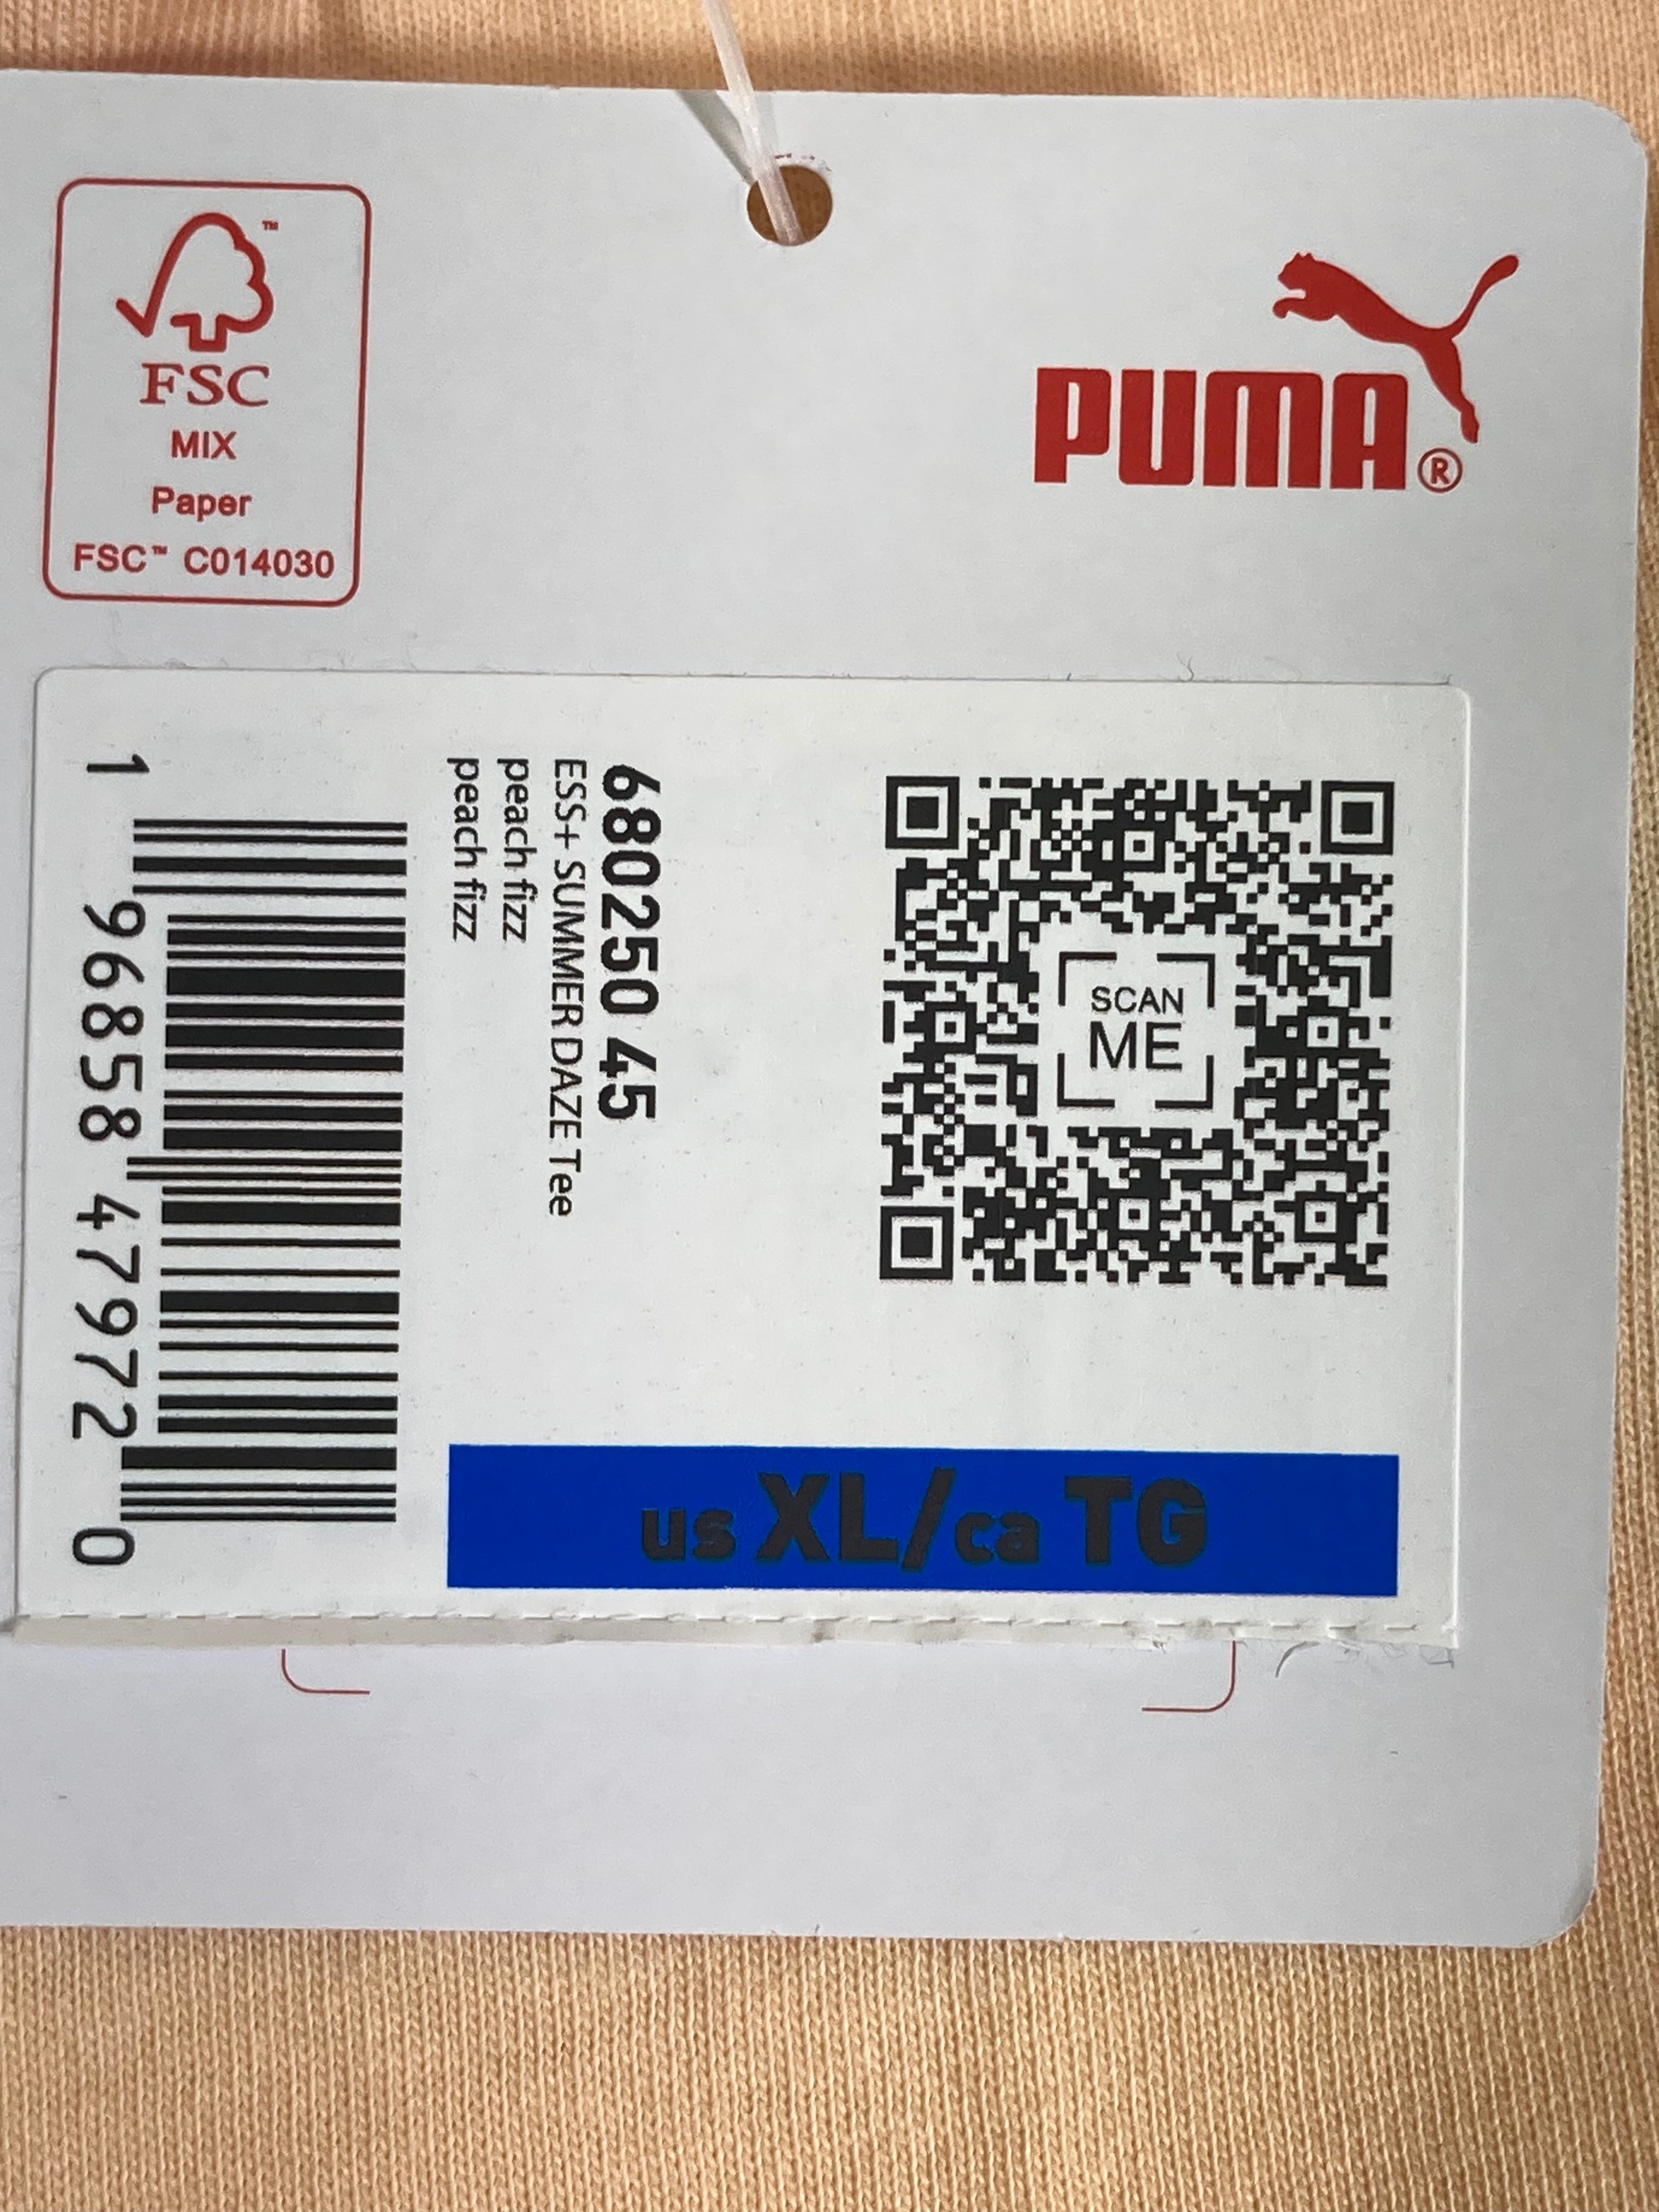 FSC™
MIX
Paper
FSC™ C014030
PUMA®
SCAN
ME
680250 45
ESS+ SUMMER DAZE Tee
peach fizz
peach fizz
1 96858 47972 0
us XL/ca TG